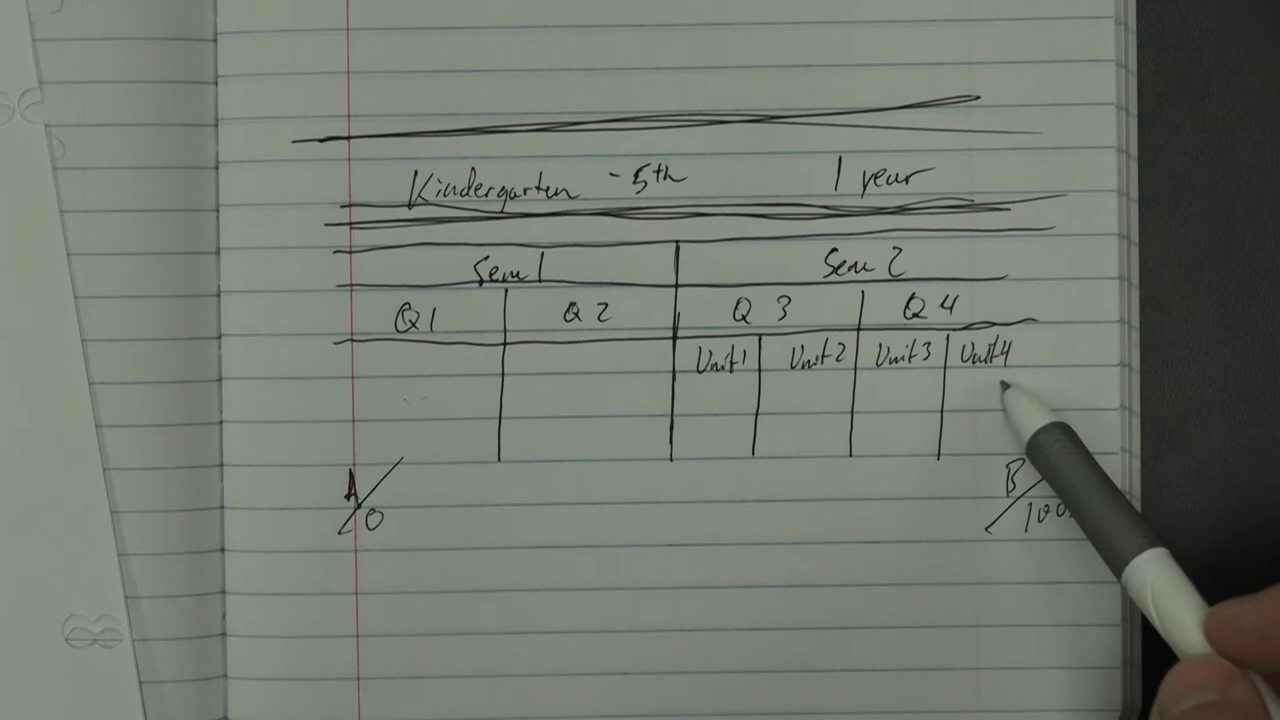 Kindergarten - 5th 1 year
Sem 1 Sem 2
Q1 Q2 Q3 Q4
Unit 1 Unit 2 Unit 3 Unit 4
A/0 B/100